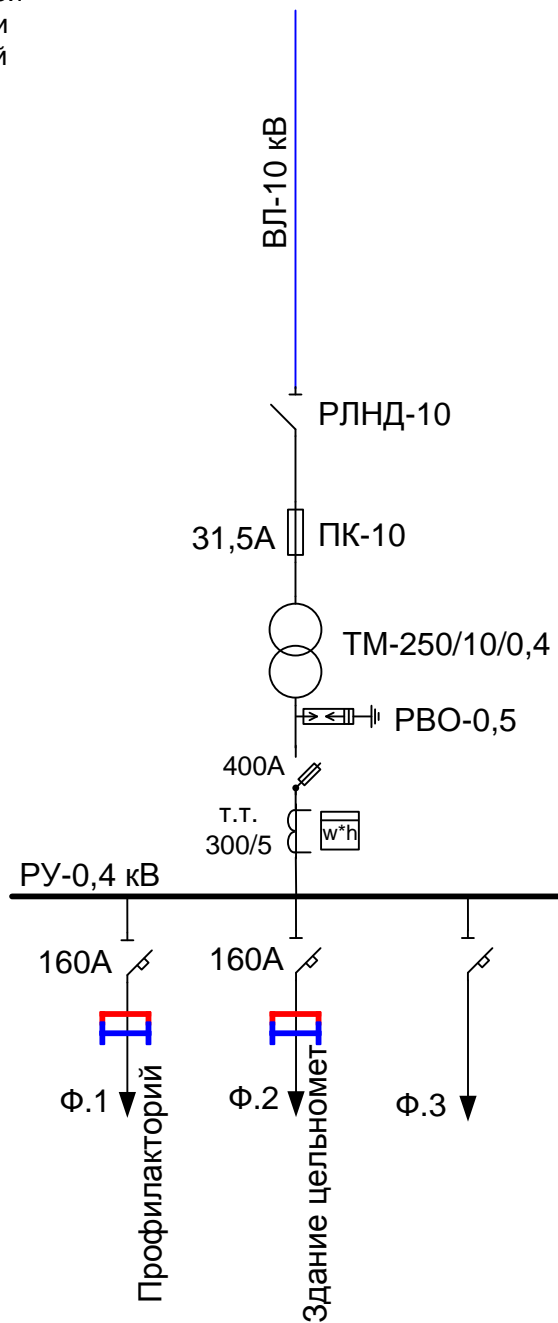 и
й
ВЛ-10 кВ
РЛНД-10
31,5А
ПК-10
ТМ-250/10/0,4
РВО-0,5
400А
т.т.
300/5
w*h
РУ-0,4 кВ
160А
160А
Ф.1
Профилакторий
Ф.2
Здание цельномет
Ф.3